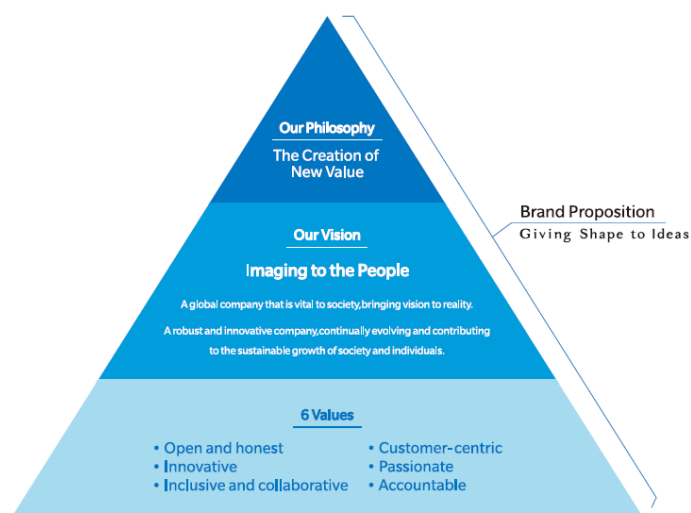 Our Philosophy
The Creation of
New Value
Our Vision
Imaging to the People
A global company that is vital to society,bringing vision to reality.
A robust and innovative company,continually evolving and contributing
to the sustainable growth of society and individuals.
6 Values
• Open and honest
• Innovative
• Inclusive and collaborative
• Customer-centric
• Passionate
• Accountable
Brand Proposition
Giving Shape to Ideas